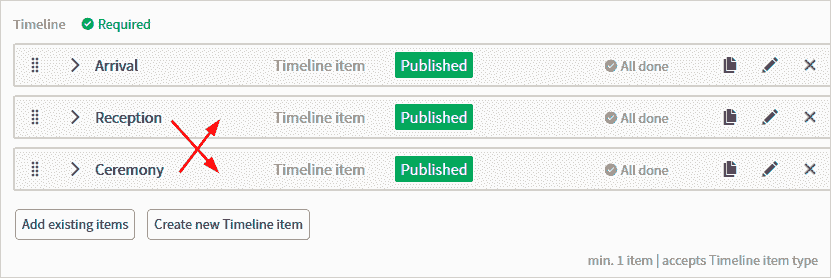 Timeline Required
Arrival Timeline item Published All done
Reception Timeline item Published All done
Ceremony Timeline item Published All done
Add existing items Create new Timeline item
min. 1 item | accepts Timeline item type